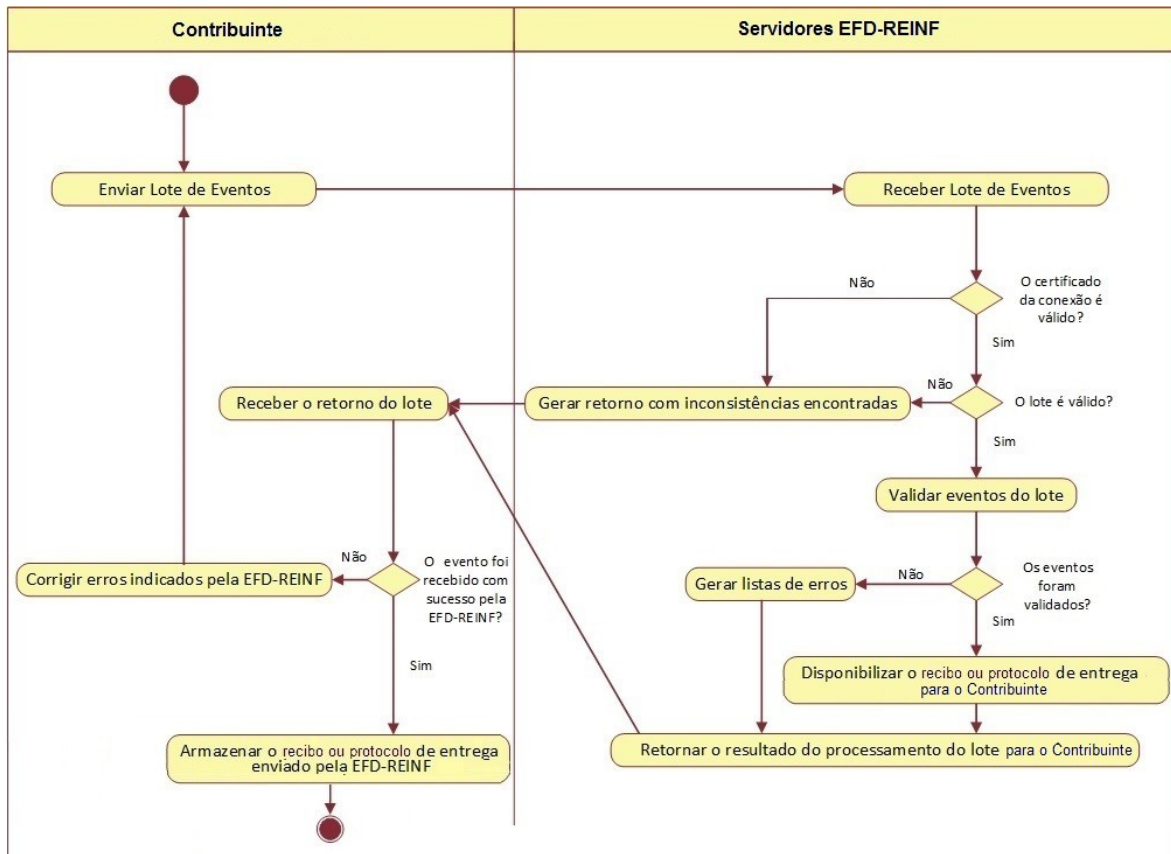 Contribuinte
Servidores EFD-REINF
Enviar Lote de Eventos
Receber Lote de Eventos
Não
O certificado
da conexão é
válido?
Sim
Receber o retorno do lote
Gerar retorno com inconsistências encontradas
Não
O lote é válido?
Sim
Validar eventos do lote
Corrigir erros indicados pela EFD-REINF
Não
O evento foi
recebido com
sucesso pela
EFD-REINF?
Gerar listas de erros
Não
Os eventos
foram
validados?
Sim
Sim
Disponibilizar o recibo ou protocolo de entrega
para o Contribuinte
Armazenar o recibo ou protocolo de entrega
enviado pela EFD-REINF
Retornar o resultado do processamento do lote para o Contribuinte